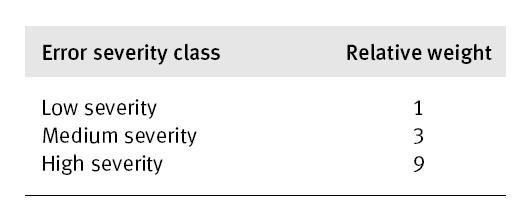 Error severity class Relative weight
Low severity 1
Medium severity 3
High severity 9